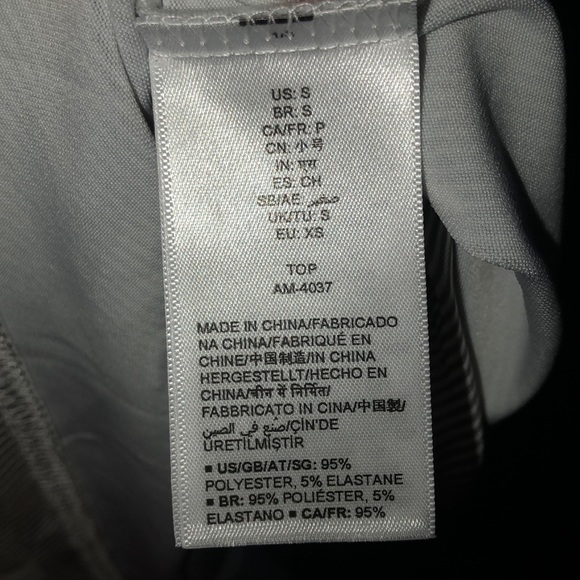 US: S
BR: S
CA/FR: P
CN: 小号
IN: एस
ES: CH
SB/AE صغير
UK/TU: S
EU: XS
TOP
AM-4037
MADE IN CHINA/FABRICADO
NA CHINA/FABRIQUÉ EN
CHINE/中国制造/IN CHINA
HERGESTELLT/HECHO EN
CHINA/चीन में निर्मित/
FABBRICATO IN CINA/中国製/
صنع في الصين/ÇİN'DE
ÜRETİLMİŞTİR
▪ US/GB/AT/SG: 95%
POLYESTER, 5% ELASTANE
▪ BR: 95% POLIÉSTER, 5%
ELASTANO ▪ CA/FR: 95%